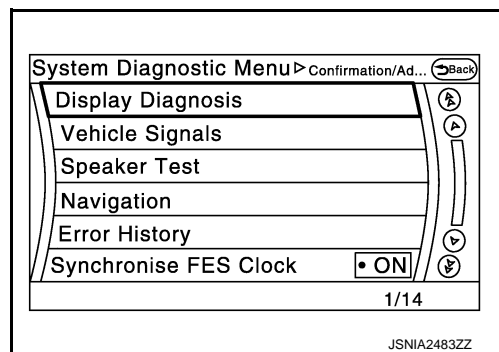 System Diagnostic Menu▷Confirmation/Ad... Back
Display Diagnosis
Vehicle Signals
Speaker Test
Navigation
Error History
Synchronise FES Clock • ON
1/14
JSNIA2483ZZ